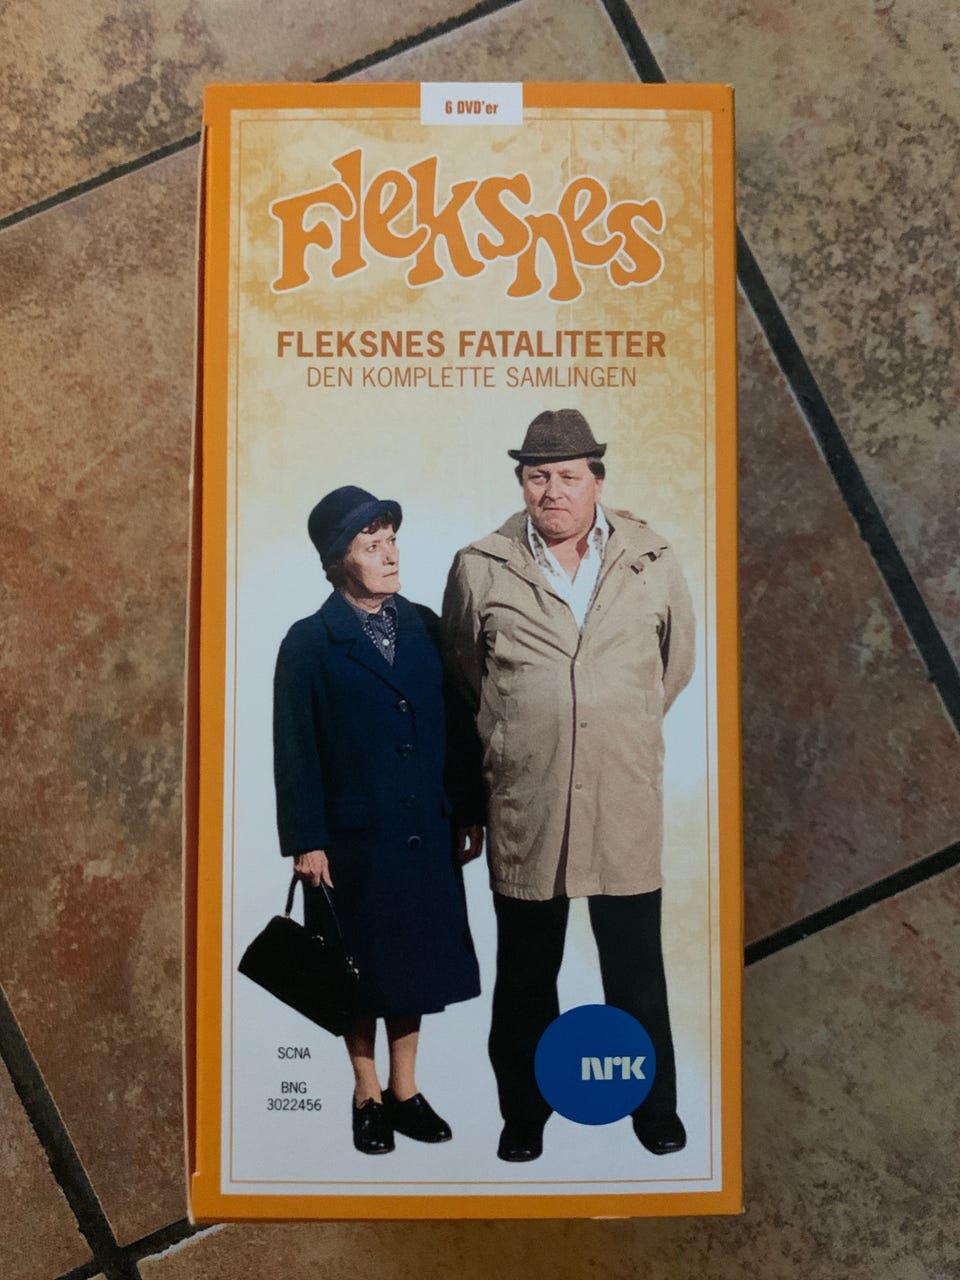 6 DVD'er
Fleksnes
FLEKSNES FATALITETER
DEN KOMPLETTE SAMLINGEN
SCNA
BNG
3022456
nrk